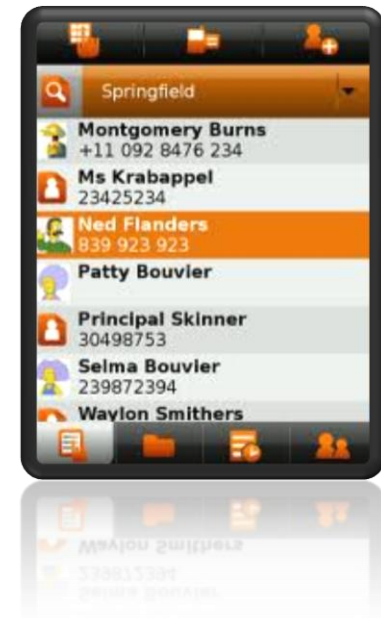 Springfield
Montgomery Burns
+11 092 8476 234
Ms Krabappel
23425234
Ned Flanders
839 923 923
Patty Bouvier
Principal Skinner
30498753
Selma Bouvier
239872394
Waylon Smithers